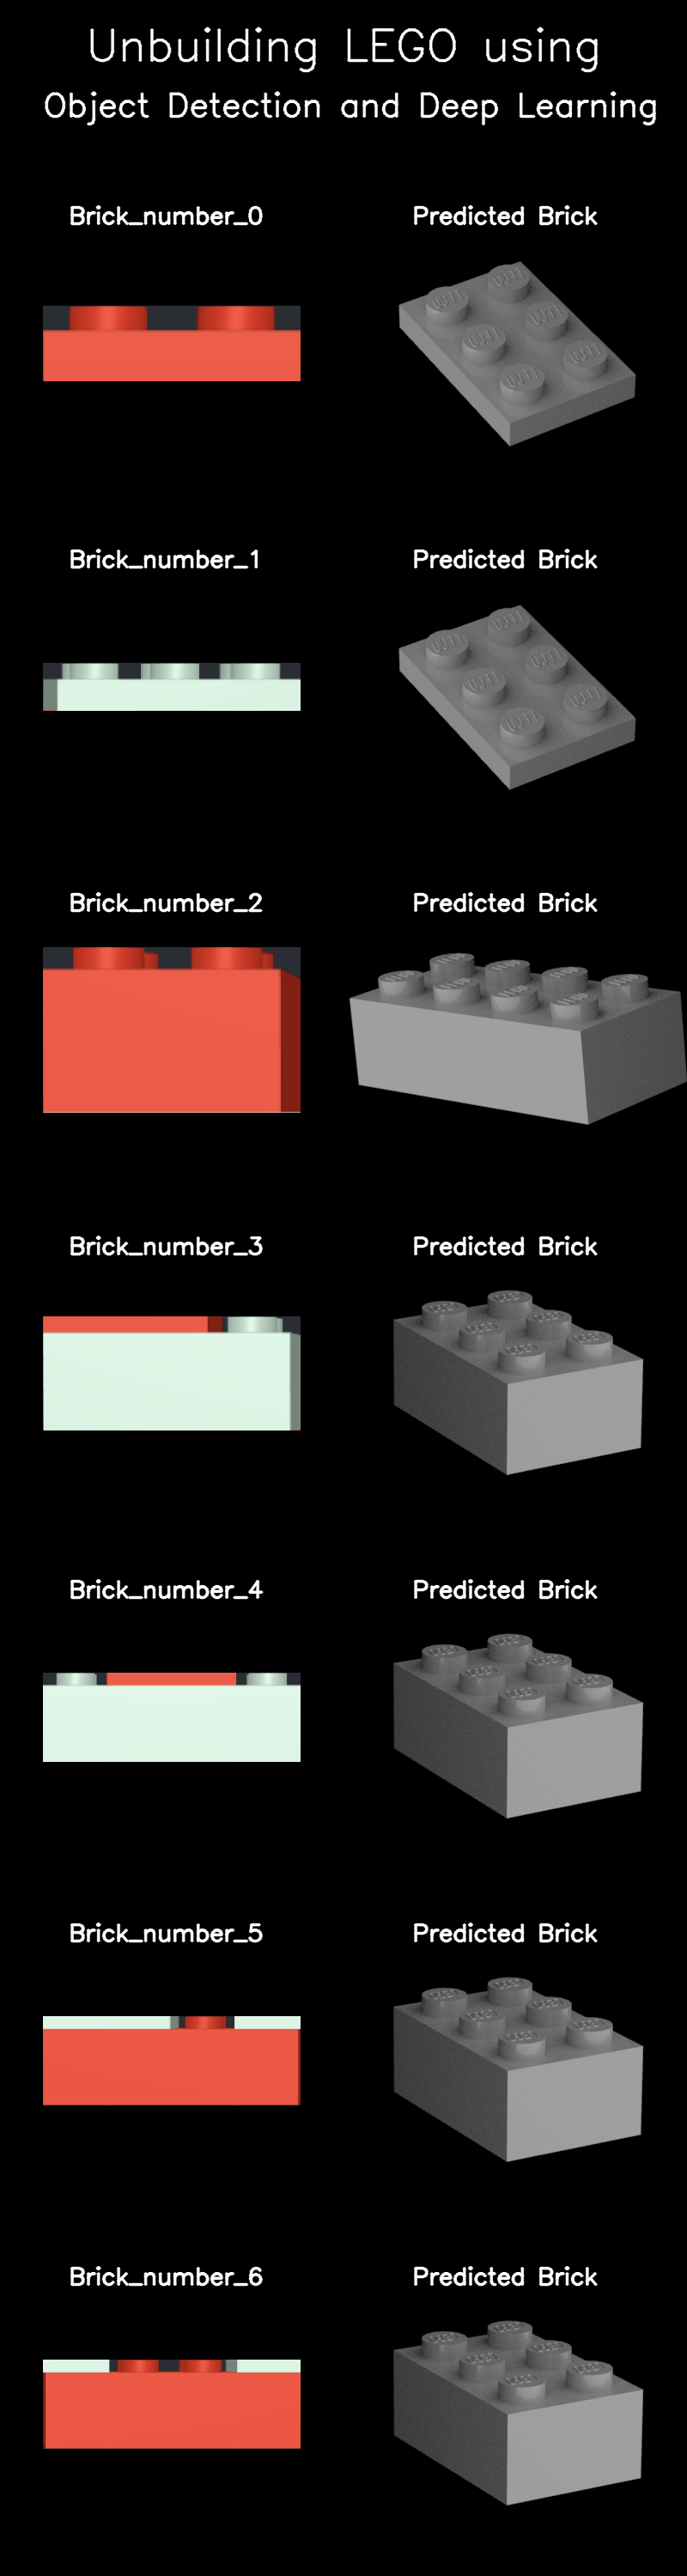 Unbuilding LEGO using
Object Detection and Deep Learning
Brick_number_0 Predicted Brick
Brick_number_1 Predicted Brick
Brick_number_2 Predicted Brick
Brick_number_3 Predicted Brick
Brick_number_4 Predicted Brick
Brick_number_5 Predicted Brick
Brick_number_6 Predicted Brick